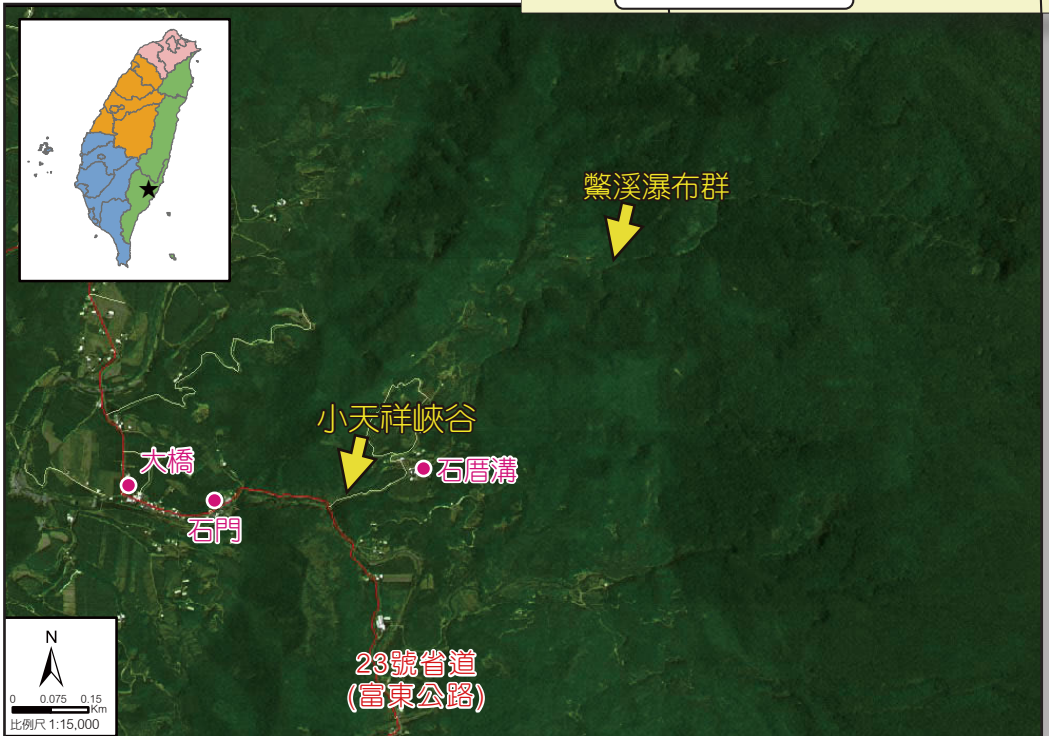 鱉溪瀑布群
小天祥峽谷
大橋
石厝溝
石門
23號省道
(富東公路)
N
0 0.075 0.15
Km
比例尺 1:15,000